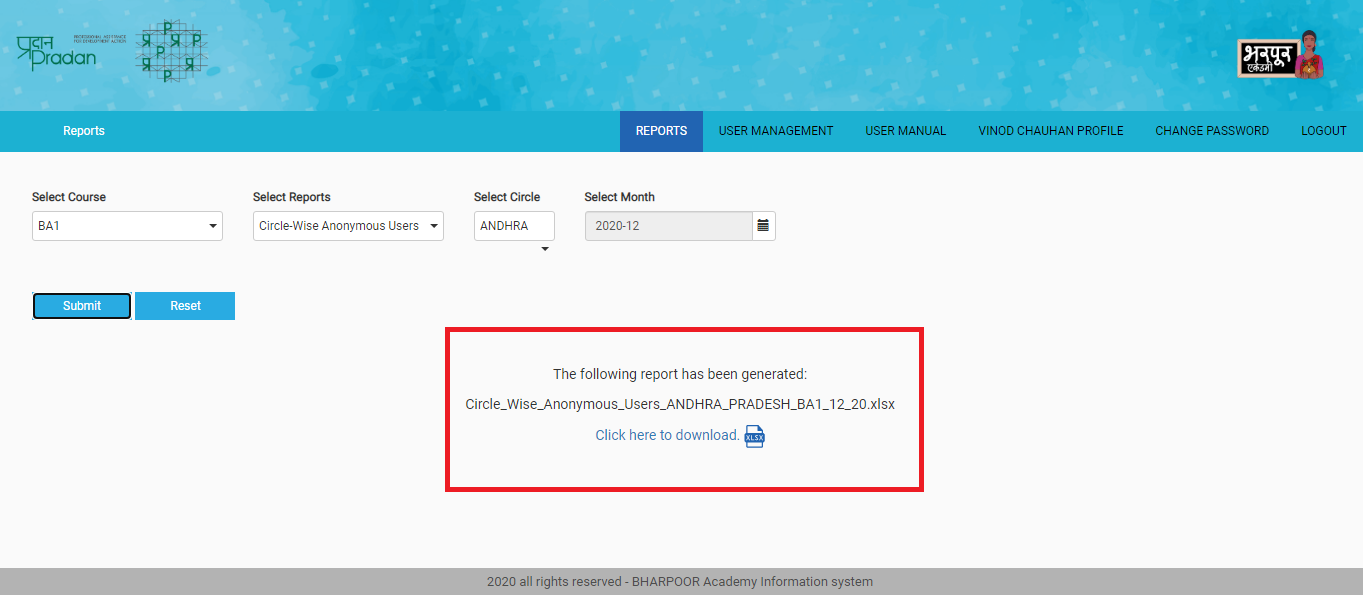 प्रदान
Pradan
PROFESSIONAL ASSISTANCE
FOR DEVELOPMENT ACTION
भरपूर
एकेडमी
Reports
REPORTS
USER MANAGEMENT
USER MANUAL
VINOD CHAUHAN PROFILE
CHANGE PASSWORD
LOGOUT
Select Course
Select Reports
Select Circle
Select Month
BA1
Circle-Wise Anonymous Users
ANDHRA
2020-12
Submit
Reset
The following report has been generated:
Circle_Wise_Anonymous_Users_ANDHRA_PRADESH_BA1_12_20.xlsx
Click here to download.
XLSX
2020 all rights reserved - BHARPOOR Academy Information system